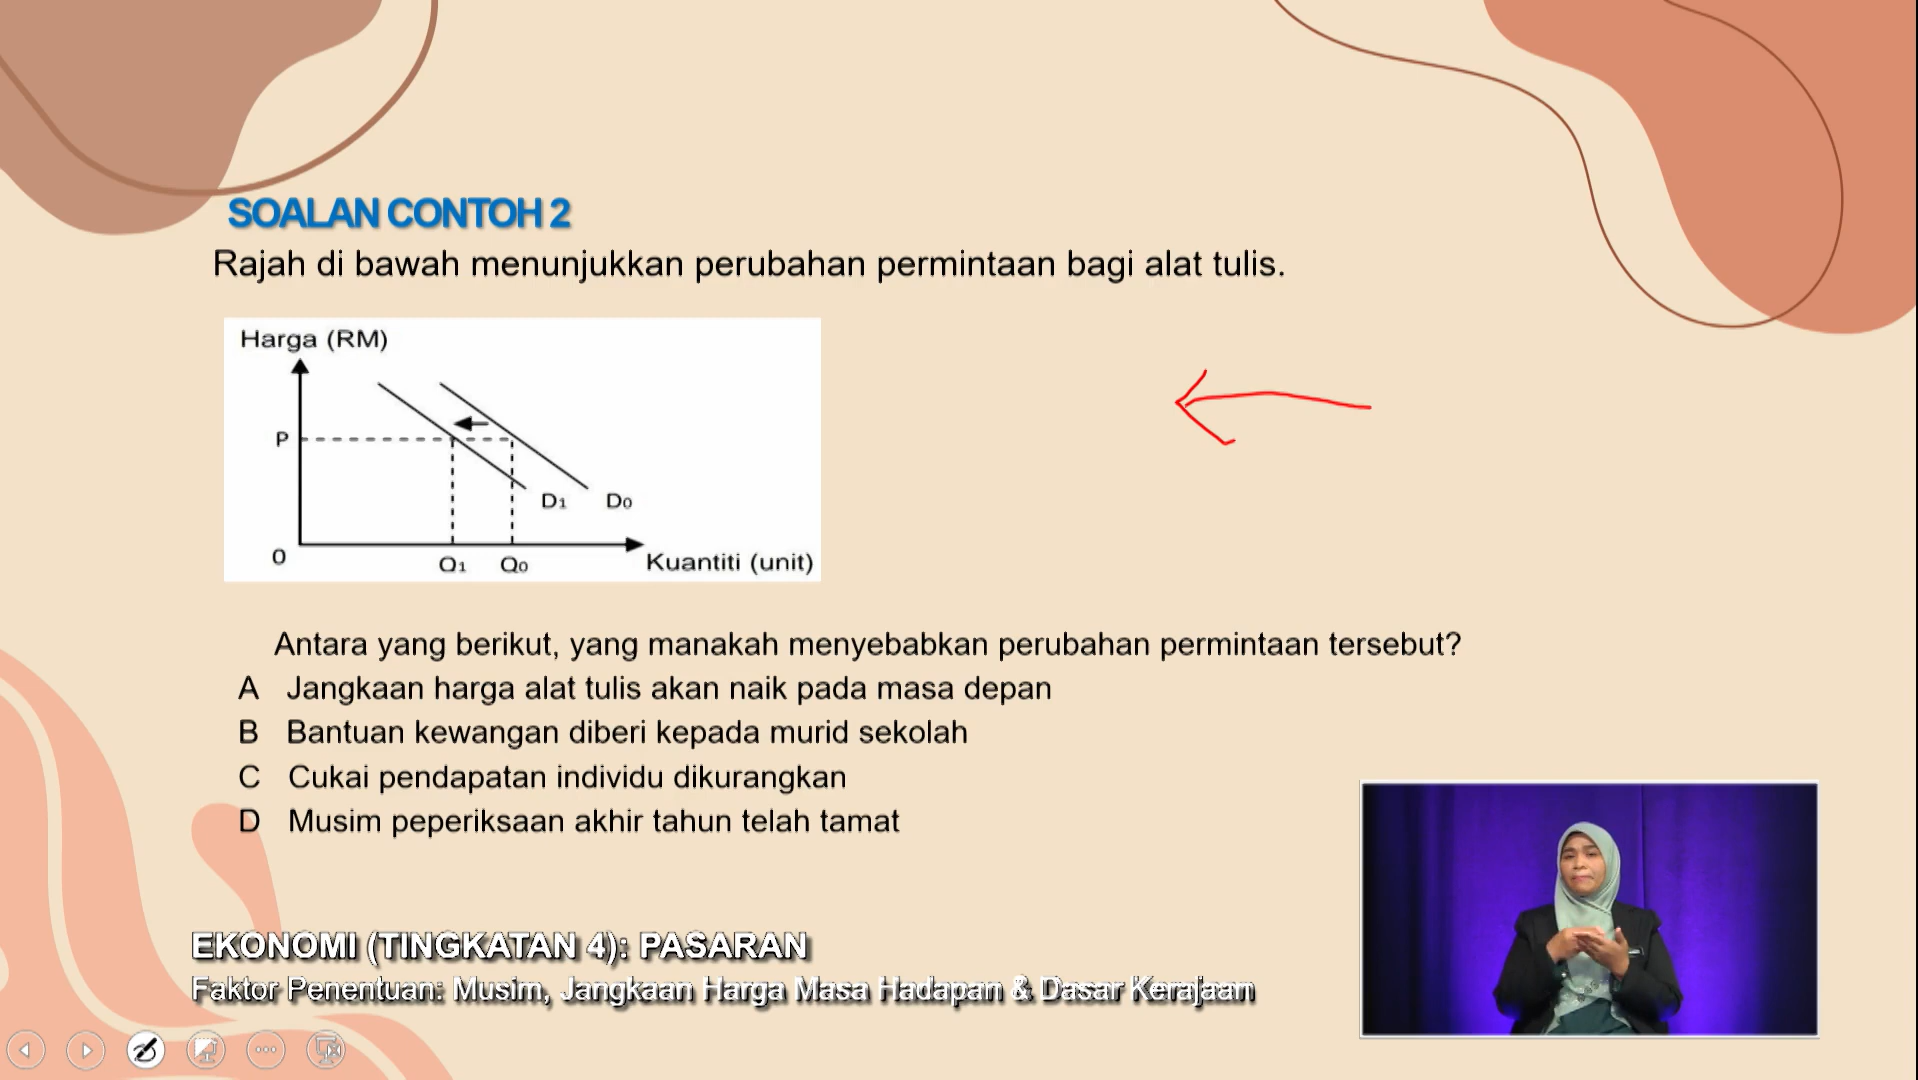 SOALAN CONTOH 2
Rajah di bawah menunjukkan perubahan permintaan bagi alat tulis.
Harga (RM)
P
D1 D0
0
Q1 Q0
Kuantiti (unit)
Antara yang berikut, yang manakah menyebabkan perubahan permintaan tersebut?
A Jangkaan harga alat tulis akan naik pada masa depan
B Bantuan kewangan diberi kepada murid sekolah
C Cukai pendapatan individu dikurangkan
D Musim peperiksaan akhir tahun telah tamat
EKONOMI (TINGKATAN 4): PASARAN
Faktor Penentuan: Musim, Jangkaan Harga Masa Hadapan & Dasar Kerajaan